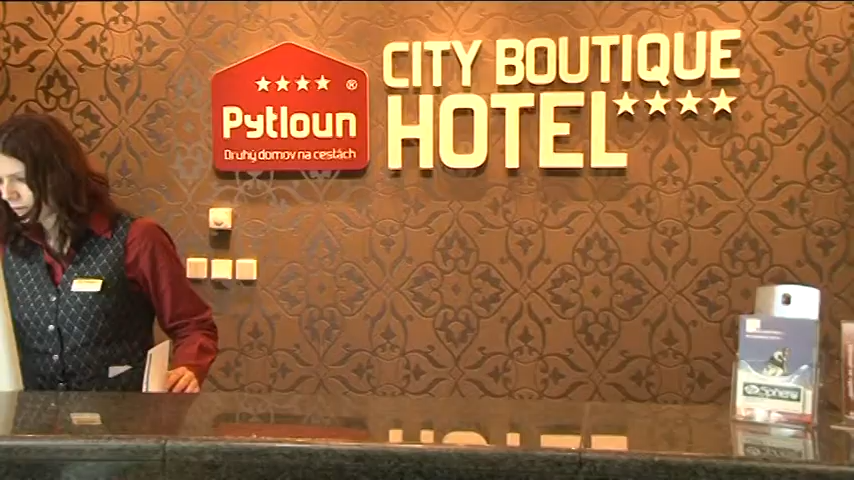 Pytloun ®
Druhý domov na cestách
CITY BOUTIQUE
HOTEL
Sphere